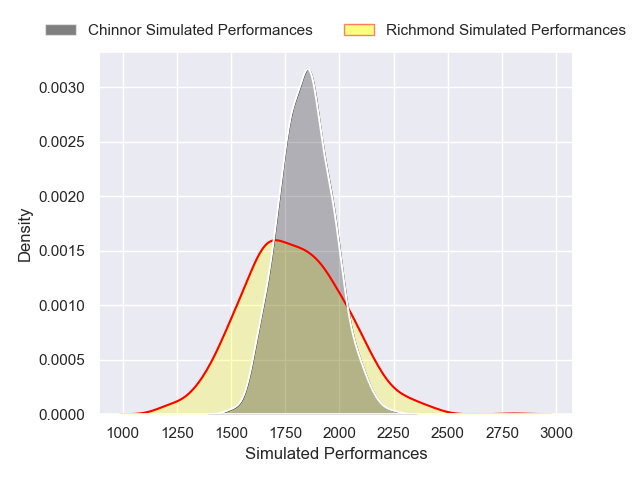 Chinnor Simulated Performances Richmond Simulated Performances
0.0030
0.0025
0.0020
0.0015
0.0010
0.0005
0.0000
Density
1000 1250 1500 1750 2000 2250 2500 2750 3000
Simulated Performances